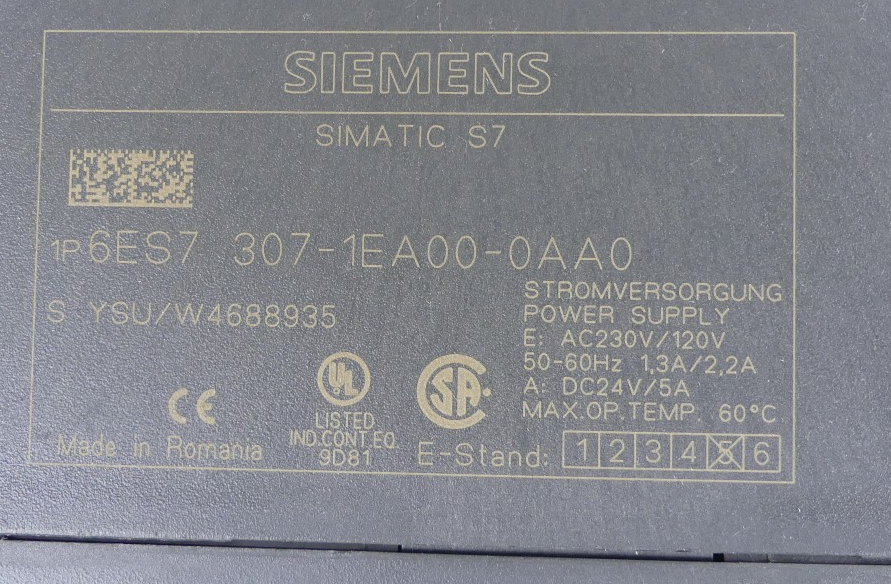 SIEMENS
SIMATIC S7
1P 6ES7 307-1EA00-0AA0
S YSU/W4688935
STROMVERSORGUNG
POWER SUPPLY
E: AC230V/120V
50-60Hz 1,3A/2,2A
A: DC24V/5A
MAX.OP.TEMP. 60°C
CE
UL
LISTED
IND.CONT.EQ.
9D81
SA
Made in Romania
E-Stand: 1 2 3 4 5 6